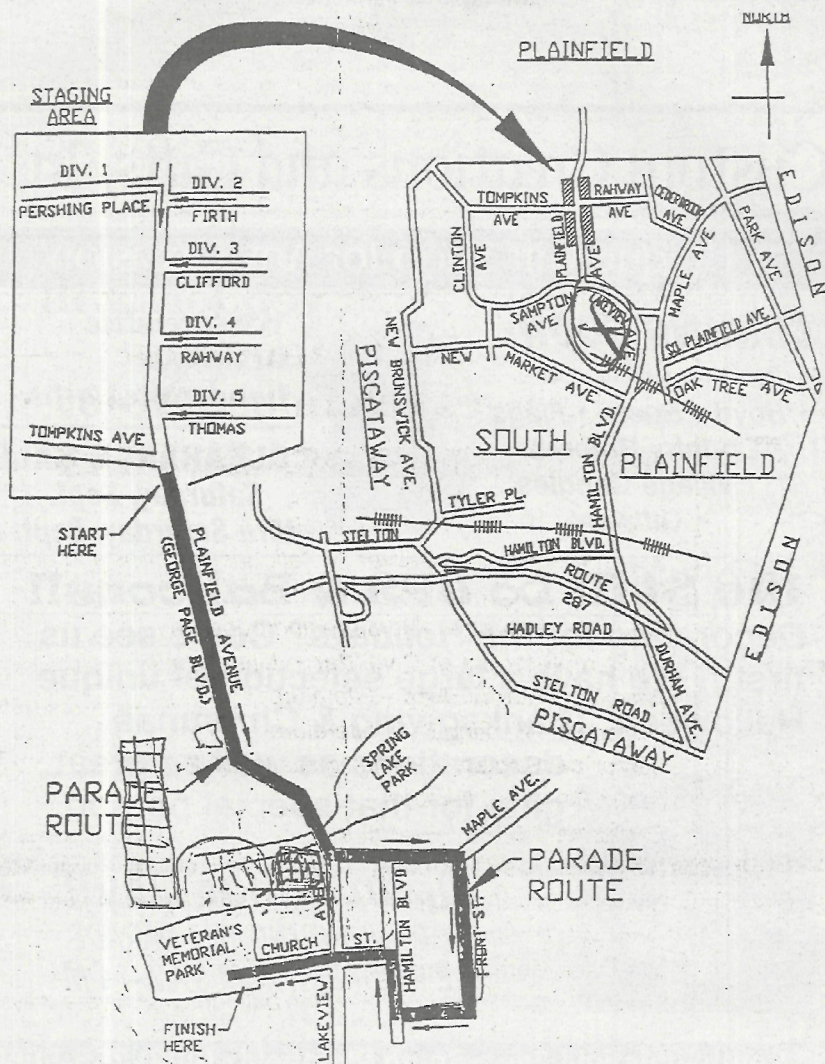 NORTH
PLAINFIELD
STAGING
AREA
DIV. 1
PERSHING PLACE
DIV. 2
FIRTH
DIV. 3
CLIFFORD
DIV. 4
RAHWAY
DIV. 5
THOMAS
TOMPKINS AVE
START
HERE
PLAINFIELD AVENUE
(GEORGE PAGE BLVD.)
PARADE
ROUTE
TOMPKINS
AVE
RAHWAY
AVE
CEDERBROOK
AVE
PLAINFIELD
AVE
CLINTON
AVE
MAPLE AVE
PARK AVE
EDISON
SAMPTON
AVE
SO. PLAINFIELD AVE.
NEW
MARKET AVE
OAK TREE AVE
NEW BRUNSWICK AVE.
PISCATAWAY
SOUTH
PLAINFIELD
HAMILTON BLVD.
TYLER PL.
STELTON
HAMILTON BLVD.
ROUTE
287
HADLEY ROAD
DURHAM AVE.
STELTON ROAD
PISCATAWAY
EDISON
SPRING
LAKE
PARK
MAPLE AVE.
PARADE
ROUTE
HAMILTON BLVD
FRONT ST.
VETERAN'S
MEMORIAL
PARK
CHURCH
ST.
LAKEVIEW
AVENUE
FINISH
HERE